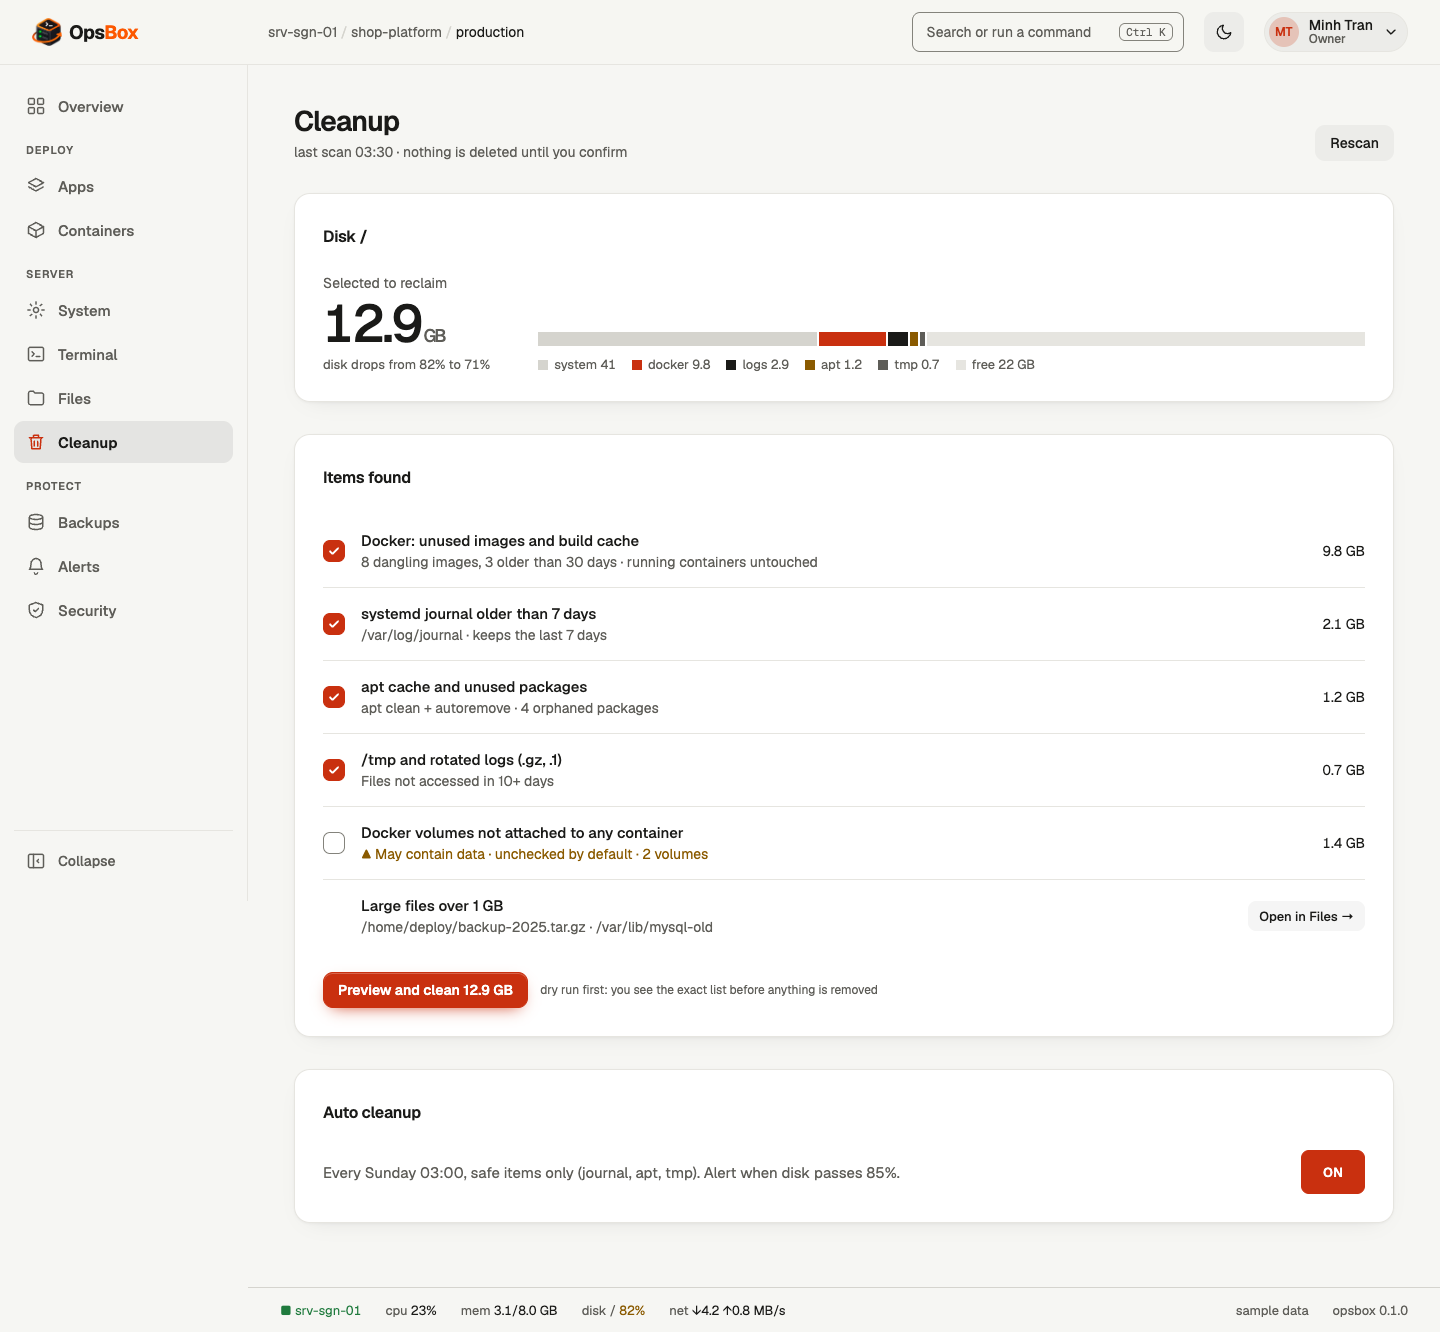 OpsBox
srv-sgn-01 / shop-platform / production
Search or run a command
Ctrl K
MT
Minh Tran
Owner
Overview
DEPLOY
Apps
Containers
SERVER
System
Terminal
Files
Cleanup
PROTECT
Backups
Alerts
Security
Collapse
Cleanup
last scan 03:30 · nothing is deleted until you confirm
Rescan
Disk /
Selected to reclaim
12.9 GB
disk drops from 82% to 71%
system 41 docker 9.8 logs 2.9 apt 1.2 tmp 0.7 free 22 GB
Items found
Docker: unused images and build cache
8 dangling images, 3 older than 30 days · running containers untouched
9.8 GB
systemd journal older than 7 days
/var/log/journal · keeps the last 7 days
2.1 GB
apt cache and unused packages
apt clean + autoremove · 4 orphaned packages
1.2 GB
/tmp and rotated logs (.gz, .1)
Files not accessed in 10+ days
0.7 GB
Docker volumes not attached to any container
▲ May contain data · unchecked by default · 2 volumes
1.4 GB
Large files over 1 GB
/home/deploy/backup-2025.tar.gz · /var/lib/mysql-old
Open in Files →
Preview and clean 12.9 GB
dry run first: you see the exact list before anything is removed
Auto cleanup
Every Sunday 03:00, safe items only (journal, apt, tmp). Alert when disk passes 85%.
ON
srv-sgn-01 cpu 23% mem 3.1/8.0 GB disk / 82% net ↓4.2 ↑0.8 MB/s
sample data opsbox 0.1.0